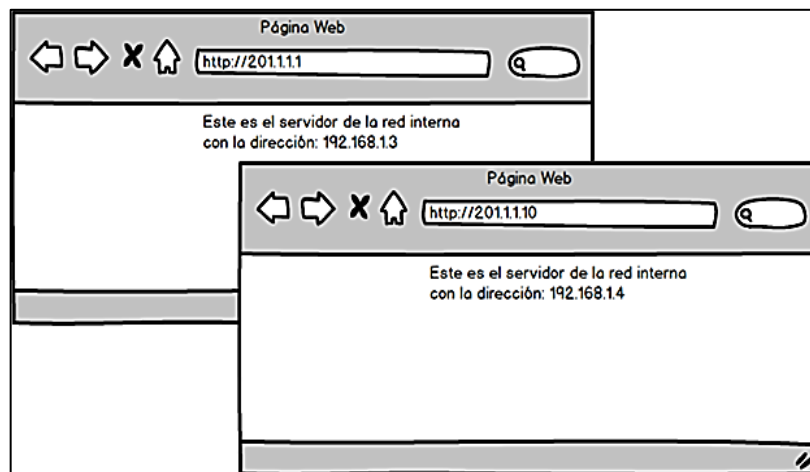 Página Web
http://201.1.1.1
Este es el servidor de la red interna
con la dirección: 192.168.1.3
Página Web
http://201.1.1.10
Este es el servidor de la red interna
con la dirección: 192.168.1.4